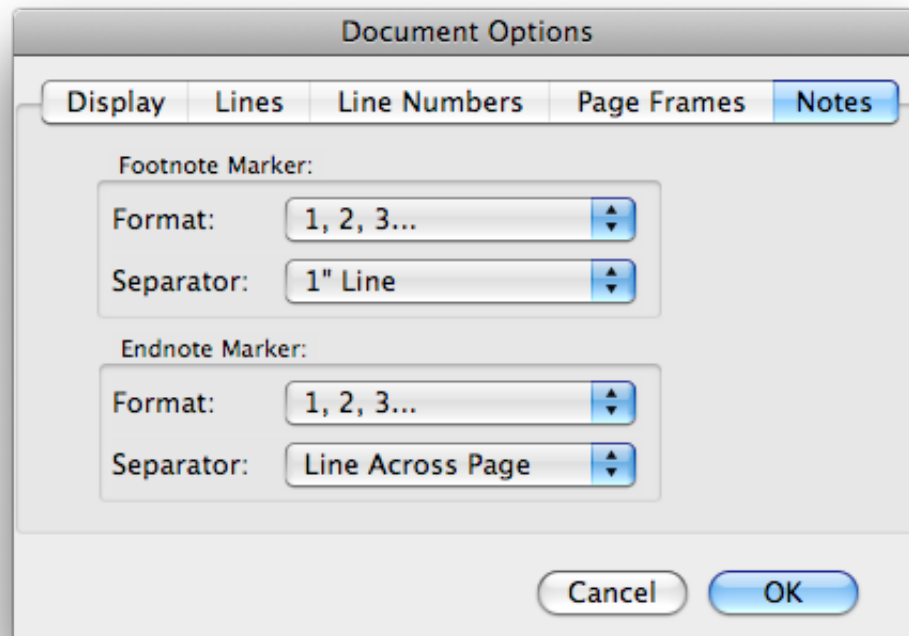 Document Options
Display Lines Line Numbers Page Frames Notes
Footnote Marker:
Format: 1, 2, 3...
Separator: 1" Line
Endnote Marker:
Format: 1, 2, 3...
Separator: Line Across Page
Cancel OK